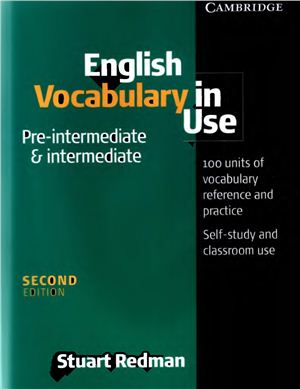 CAMBRIDGE
English
Vocabulary in
Use
Pre-intermediate
& intermediate
100 units of
vocabulary
reference and
practice
Self-study and
classroom use
SECOND
EDITION
Stuart Redman